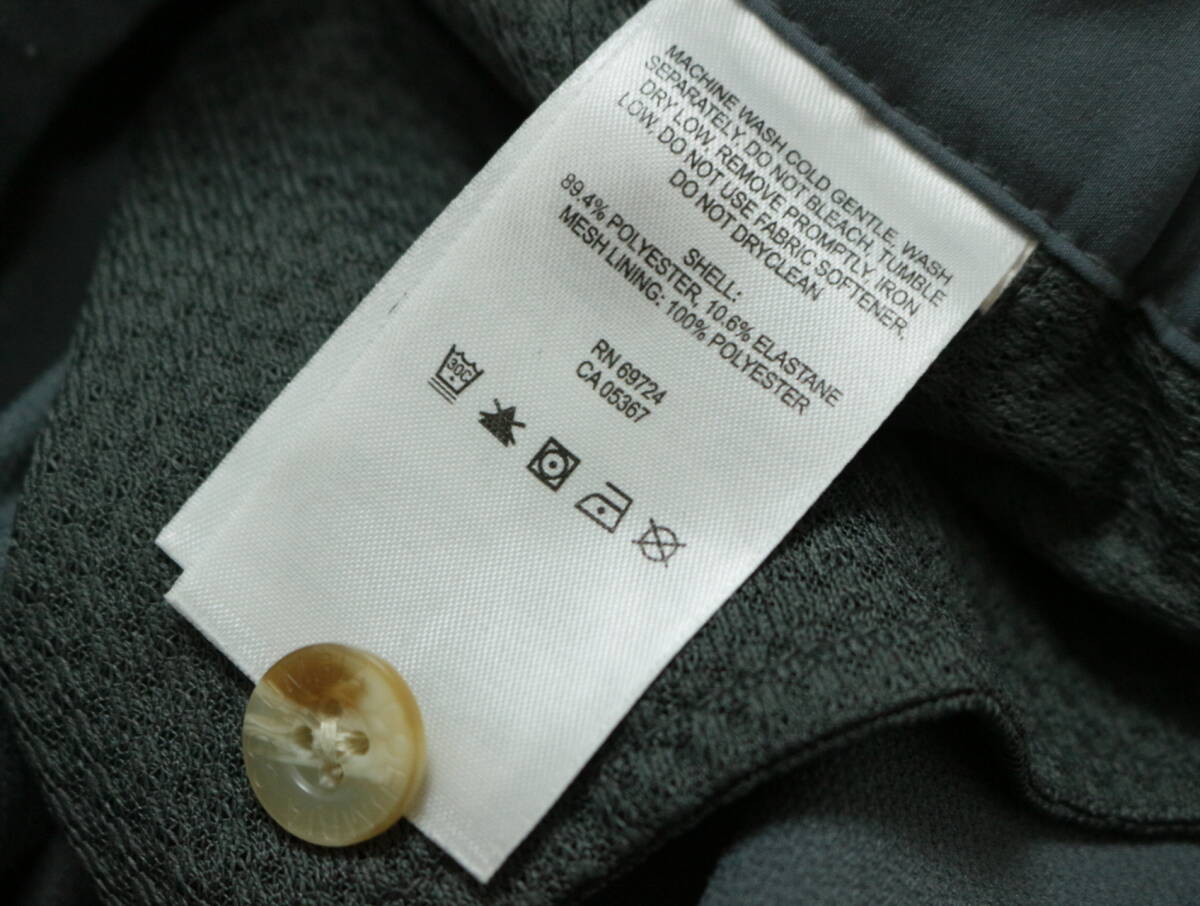 MACHINE WASH COLD GENTLE, WASH
SEPARATELY, DO NOT BLEACH, TUMBLE
DRY LOW, REMOVE PROMPTLY, IRON
LOW, DO NOT USE FABRIC SOFTENER,
DO NOT DRYCLEAN
SHELL:
89.4% POLYESTER, 10.6% ELASTANE
MESH LINING: 100% POLYESTER
RN 69724
CA 05367
30C